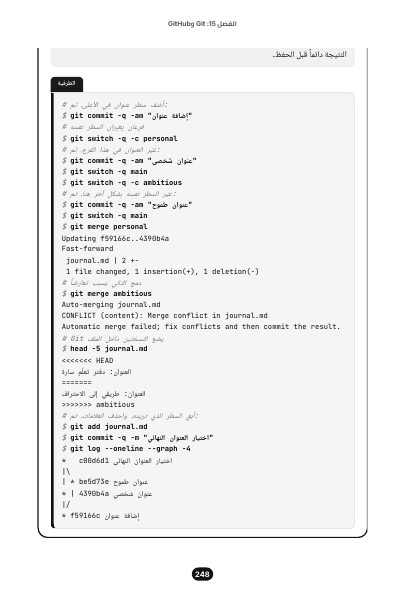 الفصل 15: Git وGitHub
النتيجة دائماً قبل الحفظ.
الطرفية
# أضف سطر عنوان في الأعلى، ثم:
$ git commit -q -am "إضافة عنوان"
# فرعان يغيّران السطر نفسه
$ git switch -q -c personal
# غيّر العنوان في هذا الفرع، ثم:
$ git commit -q -am "عنوان شخصي"
$ git switch -q main
$ git switch -q -c ambitious
# غيّر السطر نفسه بشكل آخر هنا، ثم:
$ git commit -q -am "عنوان طموح"
$ git switch -q main
$ git merge personal
Updating f59166c..4390b4a
Fast-forward
journal.md | 2 +-
1 file changed, 1 insertion(+), 1 deletion(-)
# دمج الثاني يسبب تعارضاً
$ git merge ambitious
Auto-merging journal.md
CONFLICT (content): Merge conflict in journal.md
Automatic merge failed; fix conflicts and then commit the result.
# يضع النسختين داخل الملف Git
$ head -5 journal.md
<<<<<<< HEAD
العنوان: دفتر تعلّم سارة
=======
العنوان: طريقي إلى الاحتراف
>>>>>>> ambitious
# أبقِ السطر الذي تريده، واحذف العلامات، ثم:
$ git add journal.md
$ git commit -q -m "اختيار العنوان النهائي"
$ git log --oneline --graph -4
* c00d6d1 اختيار العنوان النهائي
|\
| * be5d73e عنوان طموح
* | 4390b4a عنوان شخصي
|/
* f59166c إضافة عنوان
248